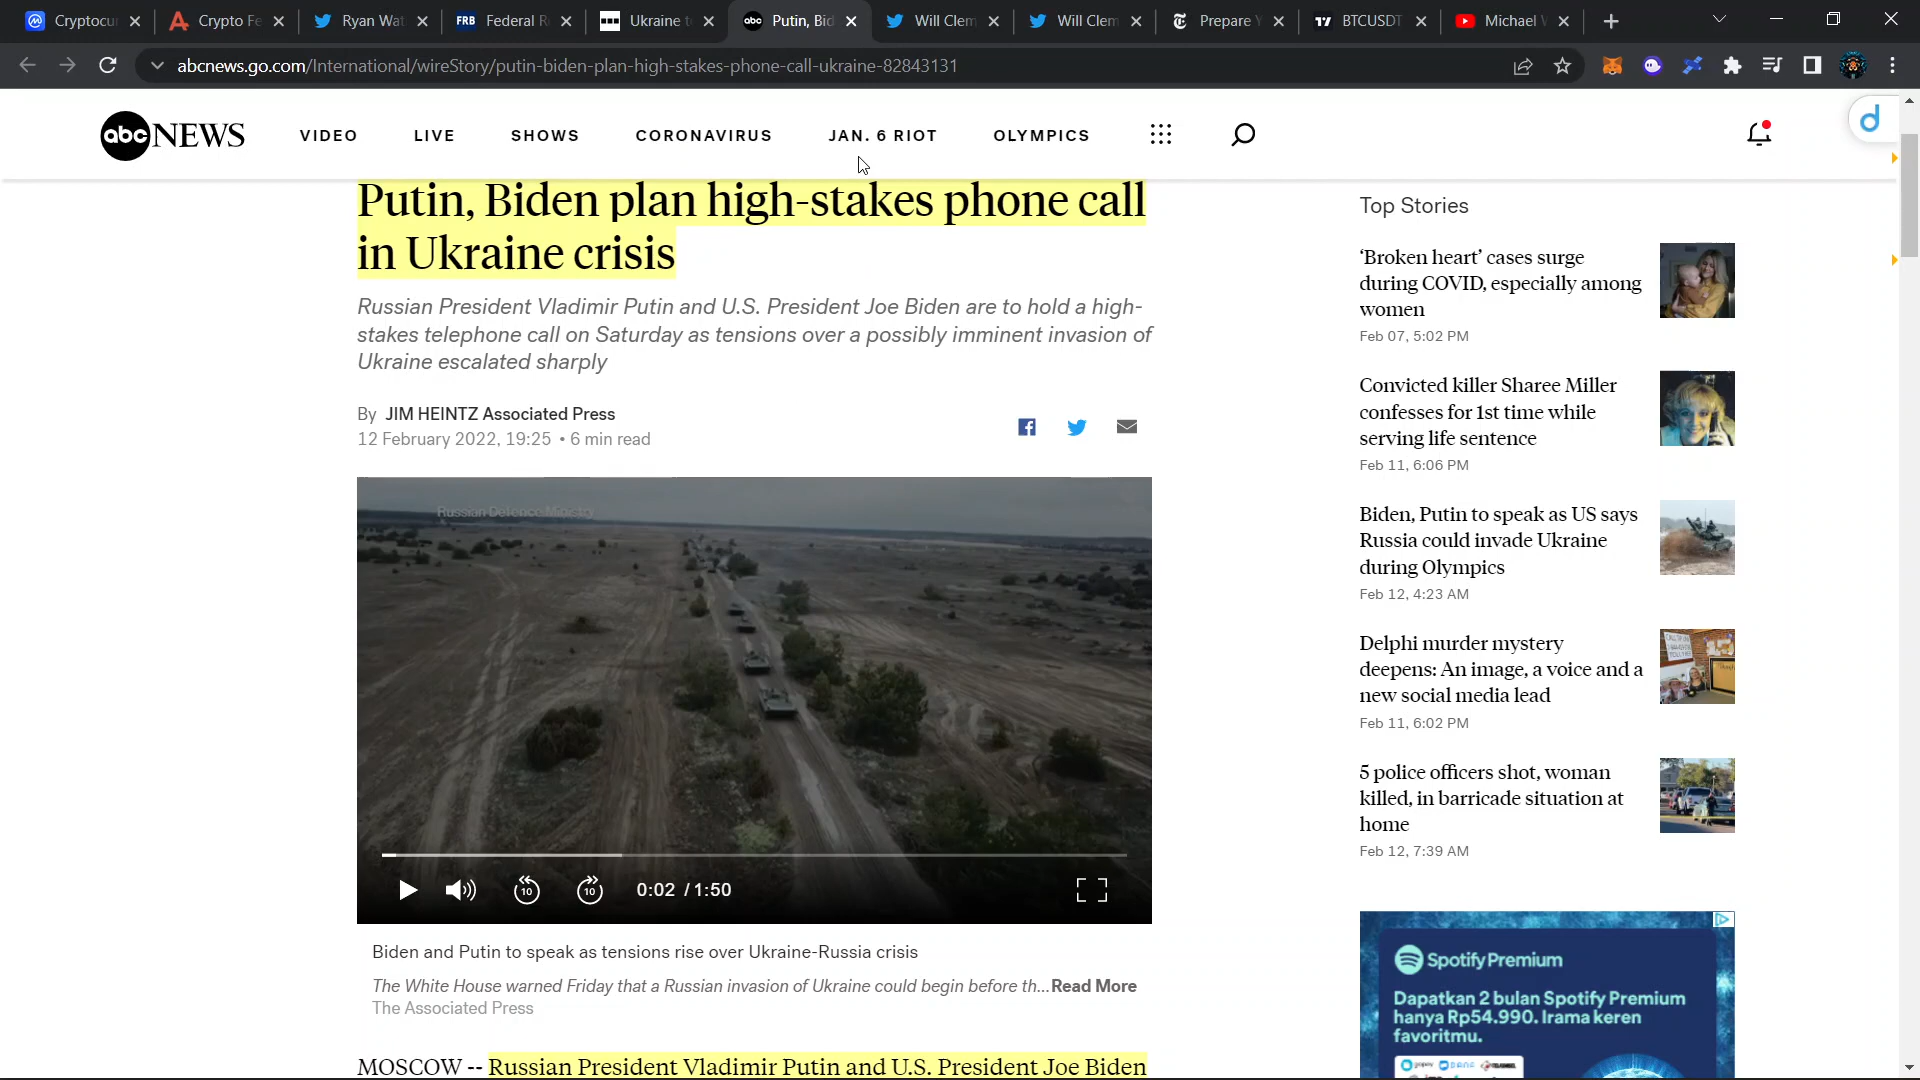 Cryptocur
Crypto Fe
Ryan Wat
FRB
Federal R
Ukraine t
abc
Putin, Bid
Will Clem
Will Clem
Prepare Y
BTCUSDT
Michael
abcnews.go.com/International/wireStory/putin-biden-plan-high-stakes-phone-call-ukraine-82843131
abc NEWS
VIDEO
LIVE
SHOWS
CORONAVIRUS
JAN. 6 RIOT
OLYMPICS
d
Putin, Biden plan high-stakes phone call
in Ukraine crisis
Russian President Vladimir Putin and U.S. President Joe Biden are to hold a high-
stakes telephone call on Saturday as tensions over a possibly imminent invasion of
Ukraine escalated sharply
By JIM HEINTZ Associated Press
12 February 2022, 19:25 • 6 min read
Russian Defence Ministry
10
10
0:02 / 1:50
Biden and Putin to speak as tensions rise over Ukraine-Russia crisis
The White House warned Friday that a Russian invasion of Ukraine could begin before th...Read More
The Associated Press
MOSCOW -- Russian President Vladimir Putin and U.S. President Joe Biden
Top Stories
‘Broken heart’ cases surge
during COVID, especially among
women
Feb 07, 5:02 PM
Convicted killer Sharee Miller
confesses for 1st time while
serving life sentence
Feb 11, 6:06 PM
Biden, Putin to speak as US says
Russia could invade Ukraine
during Olympics
Feb 12, 4:23 AM
Delphi murder mystery
deepens: An image, a voice and a
new social media lead
Feb 11, 6:02 PM
5 police officers shot, woman
killed, in barricade situation at
home
Feb 12, 7:39 AM
Spotify Premium
Dapatkan 2 bulan Spotify Premium
hanya Rp54.990. Irama keren
favoritmu.